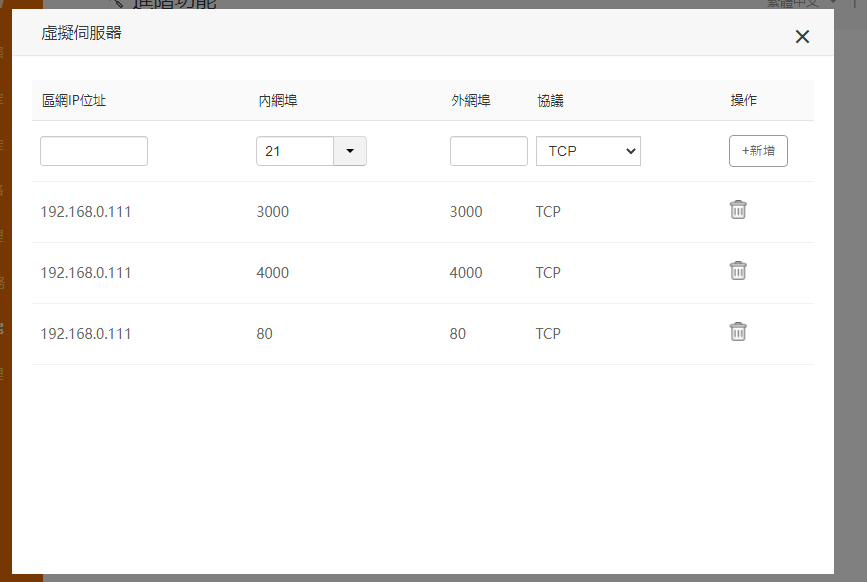 進階功能
繁體中文
虛擬伺服器
區網IP位址 內網埠 外網埠 協議 操作
21 TCP +新增
192.168.0.111 3000 3000 TCP
192.168.0.111 4000 4000 TCP
192.168.0.111 80 80 TCP